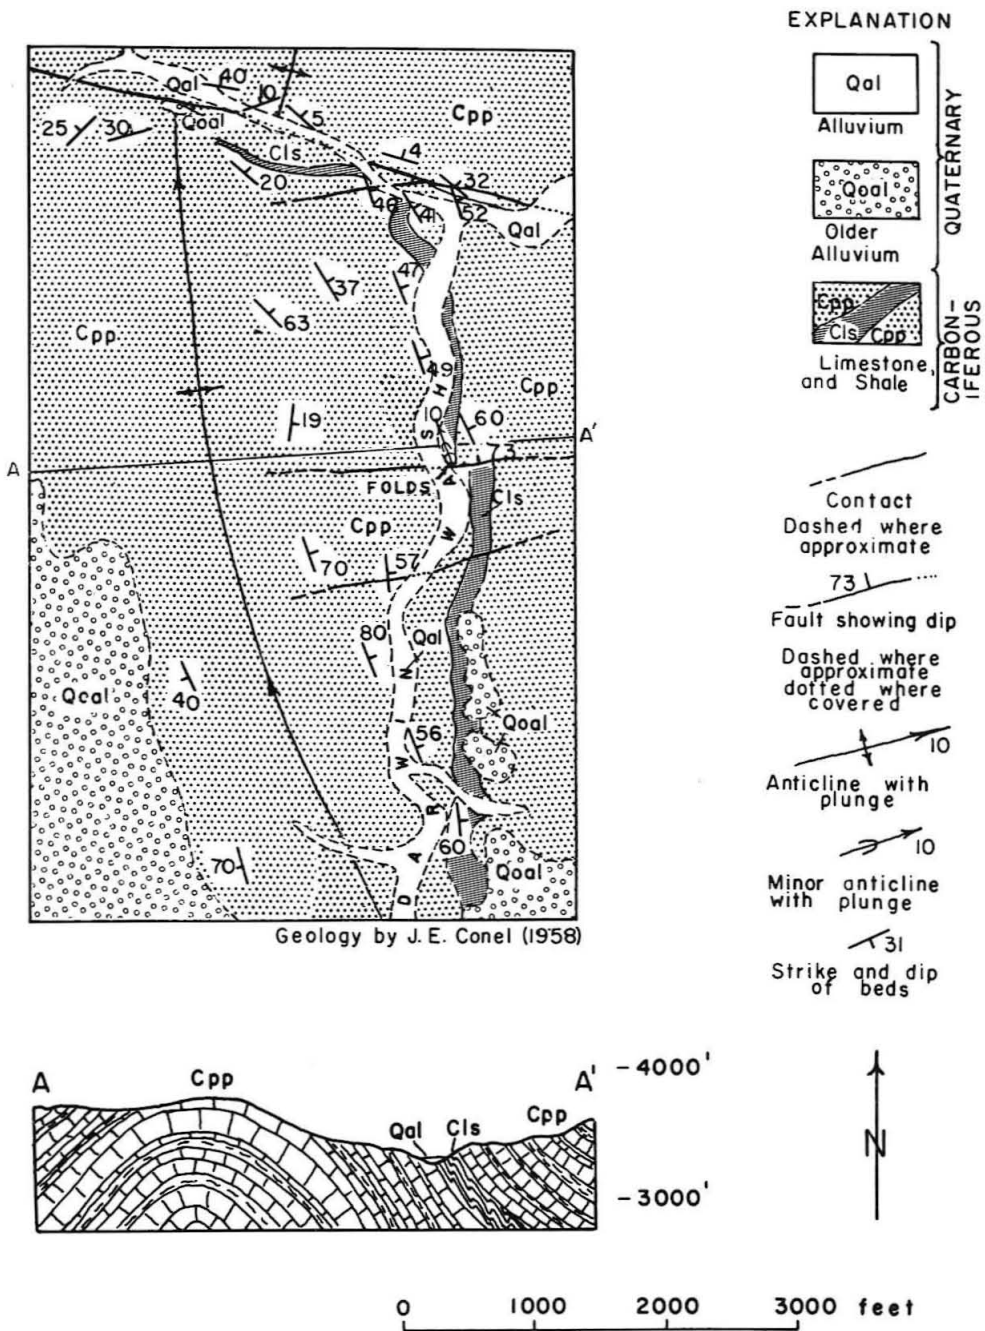 EXPLANATION
Qal
Alluvium
Qoal
Older
Alluvium
QUATERNARY
Cpp
Cls Cpp
Limestone,
and Shale
CARBON-
IFEROUS
Contact
Dashed where
approximate
73
Fault showing dip
Dashed where
approximate
dotted where
covered
10
Anticline with
plunge
10
Minor anticline
with plunge
31
Strike and dip
of beds
Qal 40
10
Cpp
25 30 Qoal 5
Cls 4
20 32
46 41 52
Qal
47
37
63
Cpp
49
Cpp
10 60
19
A A'
73
FOLDS
Cls
Cpp
70 57
80 Qal
Qoal
40
Qoal
56
60
70
Qoal
DARWIN WASH
Geology by J. E. Conel (1958)
A Cpp A' -4000'
Qal Cls Cpp
-3000'
N
0 1000 2000 3000 feet